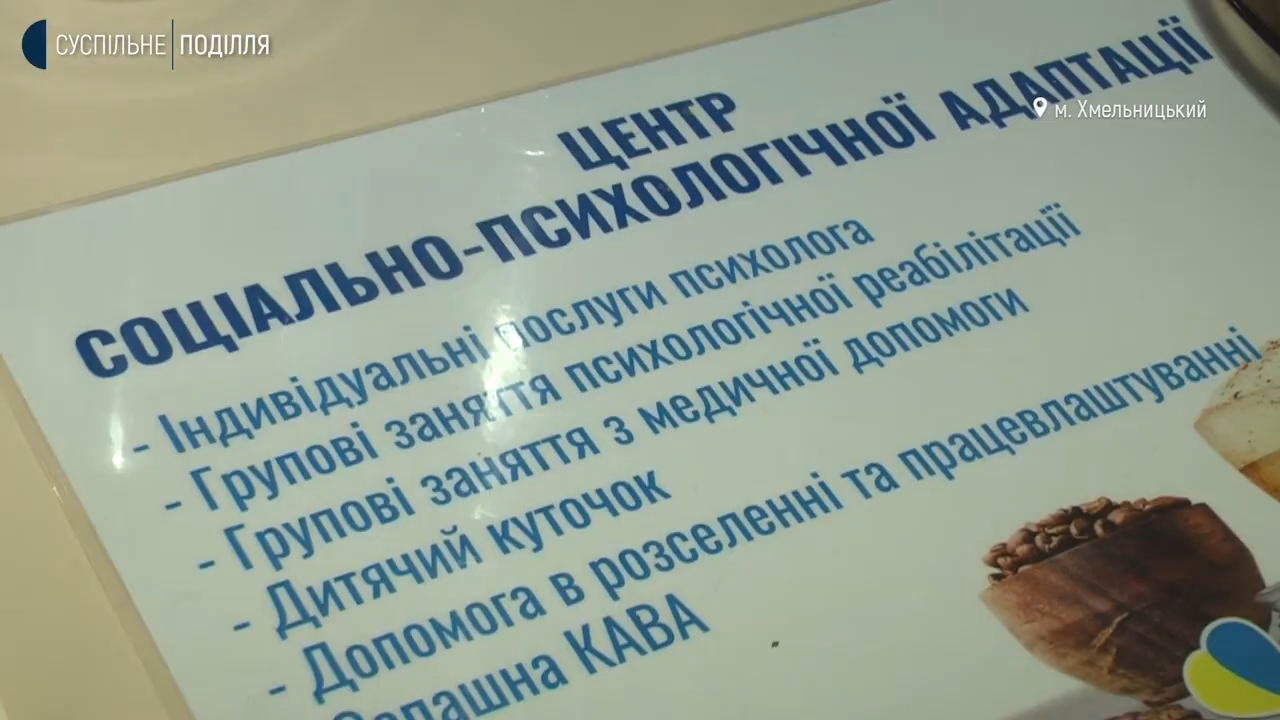 СУСПІЛЬНЕ ПОДІЛЛЯ
м. Хмельницький
ЦЕНТР
СОЦІАЛЬНО-ПСИХОЛОГІЧНОЇ АДАПТАЦІЇ
- Індивідуальні послуги психолога
- Групові заняття психологічної реабілітації
- Групові заняття з медичної допомоги
- Дитячий куточок
- Допомога в розселенні та працевлаштуванні
КАВА